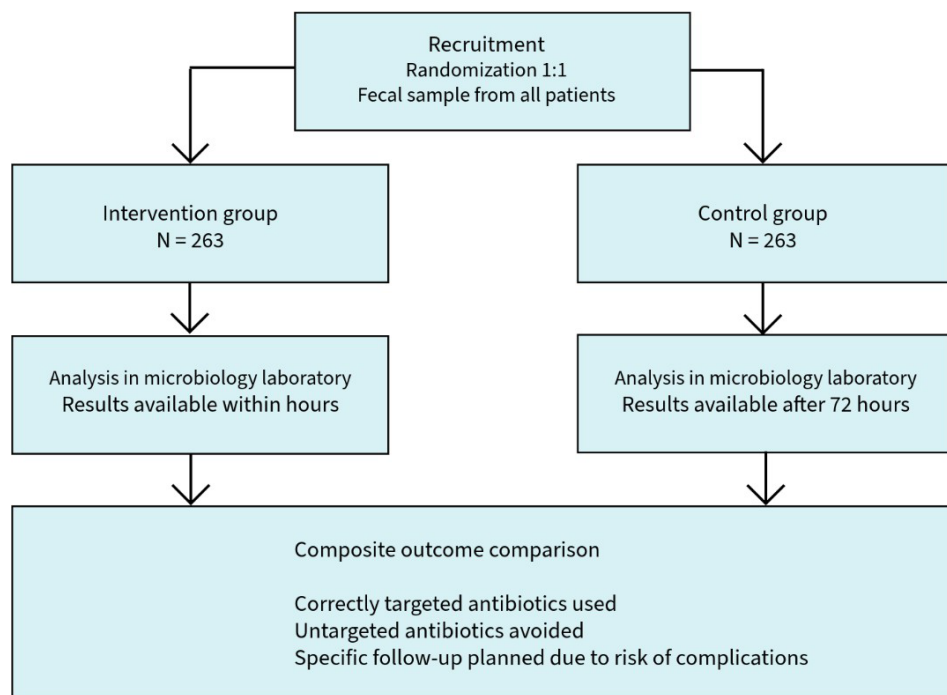 Recruitment
Randomization 1:1
Fecal sample from all patients
Intervention group
N = 263
Control group
N = 263
Analysis in microbiology laboratory
Results available within hours
Analysis in microbiology laboratory
Results available after 72 hours
Composite outcome comparison
Correctly targeted antibiotics used
Untargeted antibiotics avoided
Specific follow-up planned due to risk of complications